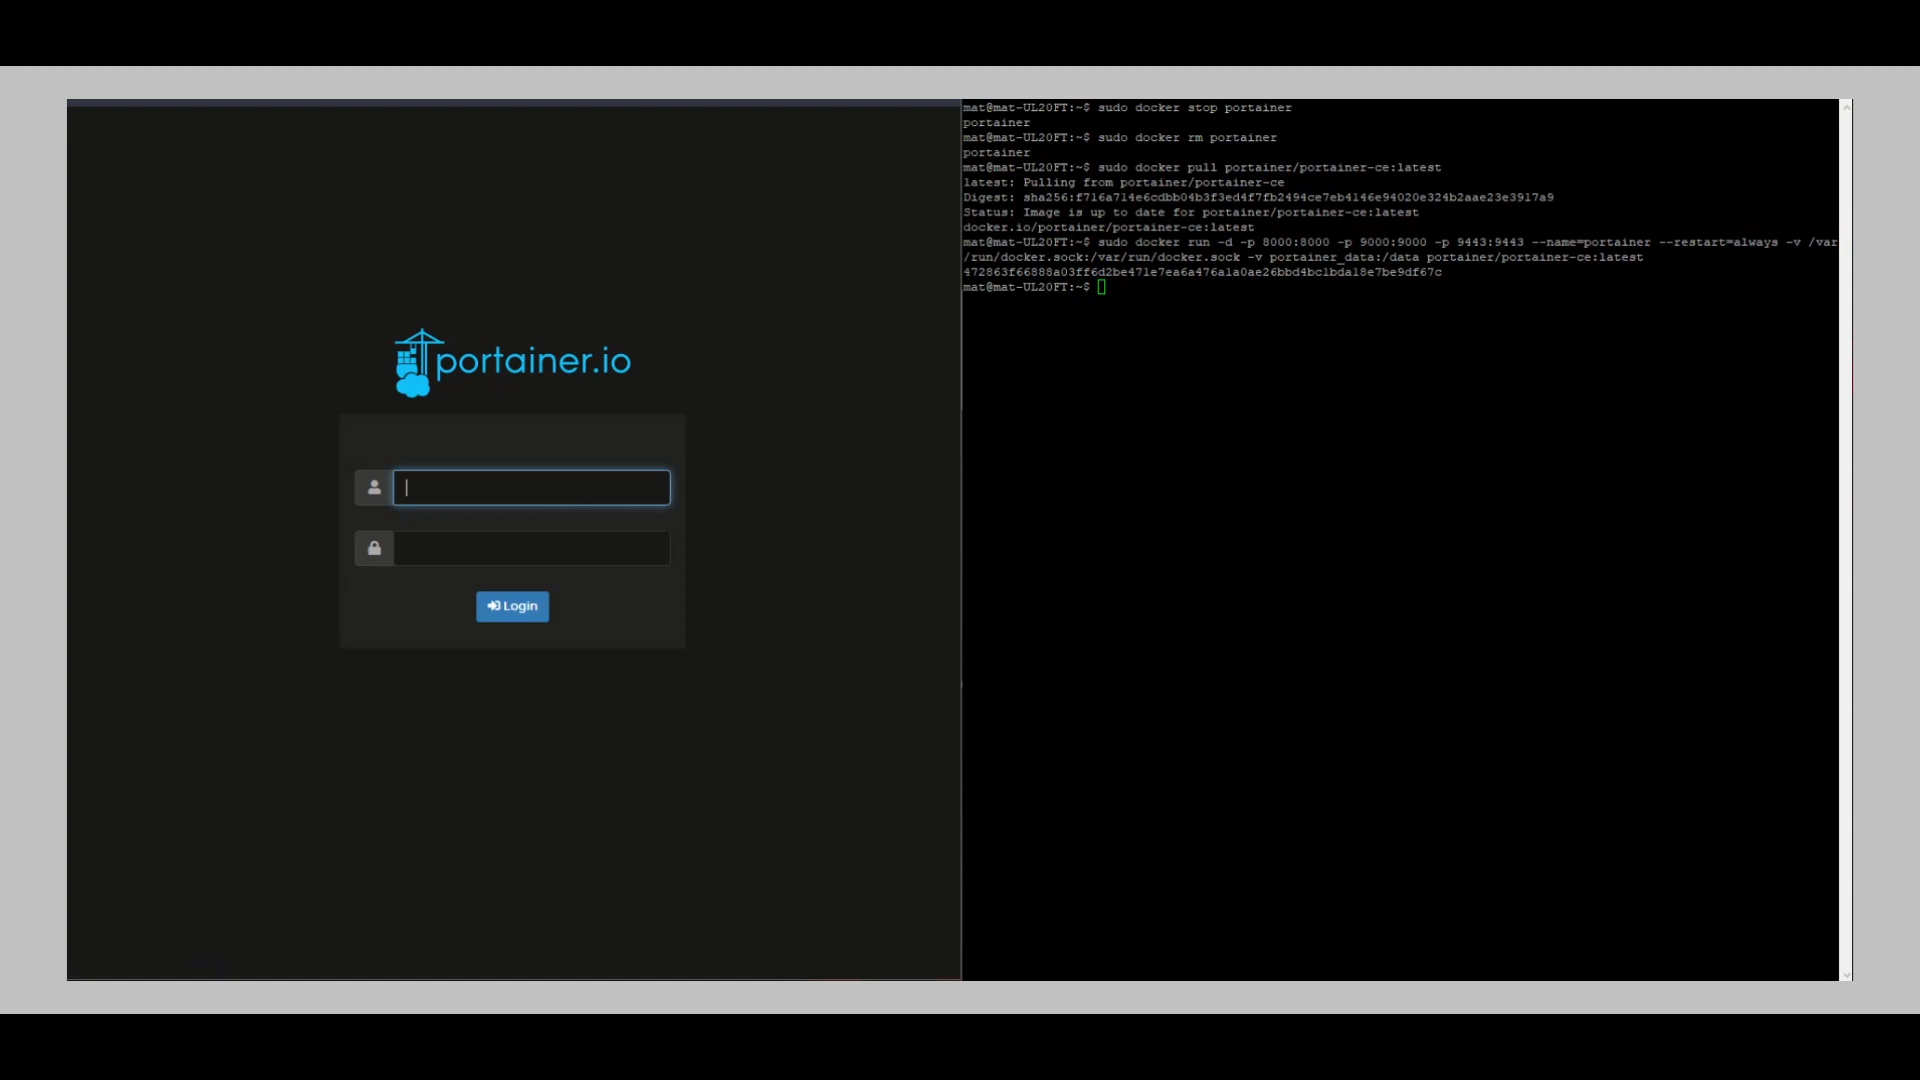 portainer.io
Login
mat@mat-UL20FT:~$ sudo docker stop portainer
portainer
mat@mat-UL20FT:~$ sudo docker rm portainer
portainer
mat@mat-UL20FT:~$ sudo docker pull portainer/portainer-ce:latest
latest: Pulling from portainer/portainer-ce
Digest: sha256:f716a714e6cdbb04b3f3ed4f7fb2494ce7eb4146e94020e324b2aae23e3917a9
Status: Image is up to date for portainer/portainer-ce:latest
docker.io/portainer/portainer-ce:latest
mat@mat-UL20FT:~$ sudo docker run -d -p 8000:8000 -p 9000:9000 -p 9443:9443 --name=portainer --restart=always -v /var
/run/docker.sock:/var/run/docker.sock -v portainer_data:/data portainer/portainer-ce:latest
472863f66888a03ff6d2be471e7ea6a476a1a0ae26bbd4bc1bda18e7be9df67c
mat@mat-UL20FT:~$